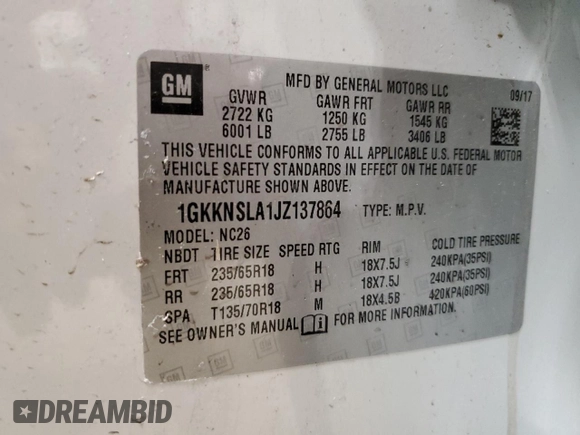 GM
MFD BY GENERAL MOTORS LLC
09/17
GVWR GAWR FRT GAWR RR
2722 KG 1250 KG 1545 KG
6001 LB 2755 LB 3406 LB
THIS VEHICLE CONFORMS TO ALL APPLICABLE U.S. FEDERAL MOTOR
VEHICLE SAFETY STANDARDS IN EFFECT ON THE DATE OF
MANUFACTURE SHOWN ABOVE.
1GKKNSLA1JZ137864 TYPE: M.P.V.
MODEL: NC26
NBDT TIRE SIZE SPEED RTG RIM COLD TIRE PRESSURE
FRT 235/65R18 H 18X7.5J 240KPA(35PSI)
RR 235/65R18 H 18X7.5J 240KPA(35PSI)
SPA T135/70R18 M 18X4.5B 420KPA(60PSI)
SEE OWNER'S MANUAL i FOR MORE INFORMATION.
DREAMBID